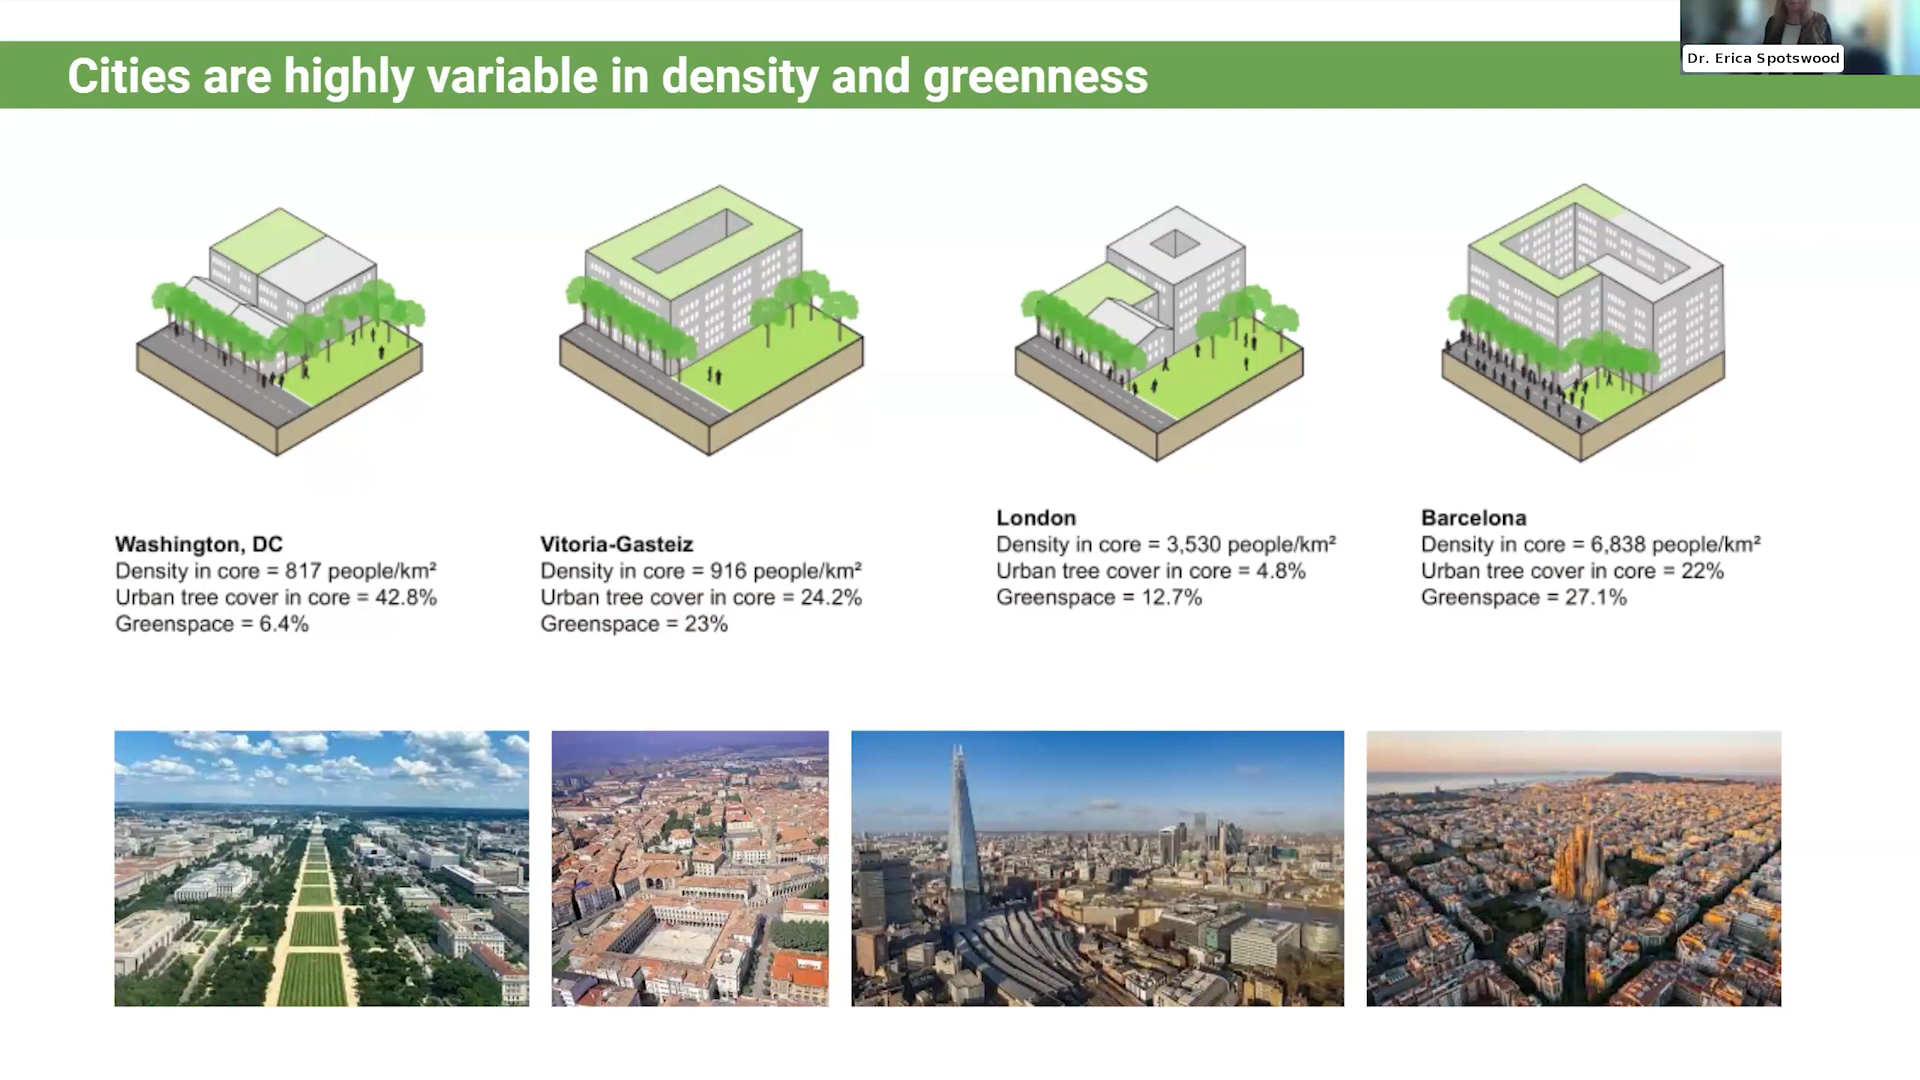 Cities are highly variable in density and greenness
Dr. Erica Spotswood
Washington, DC
Density in core = 817 people/km²
Urban tree cover in core = 42.8%
Greenspace = 6.4%
Vitoria-Gasteiz
Density in core = 916 people/km²
Urban tree cover in core = 24.2%
Greenspace = 23%
London
Density in core = 3,530 people/km²
Urban tree cover in core = 4.8%
Greenspace = 12.7%
Barcelona
Density in core = 6,838 people/km²
Urban tree cover in core = 22%
Greenspace = 27.1%